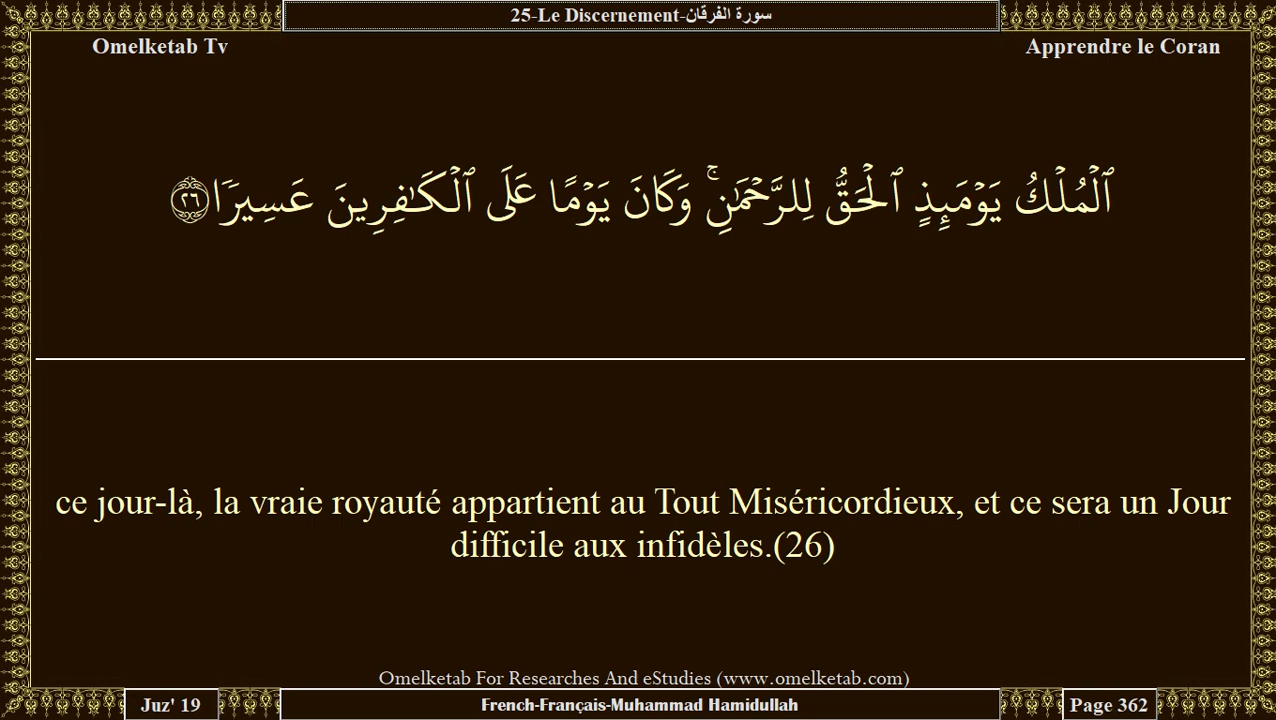 25-Le Discernement-سورة الفرقان
Omelketab Tv
Apprendre le Coran
ٱلۡمُلۡكُ يَوۡمَئِذٍ ٱلۡحَقُّ لِلرَّحۡمَٰنِۚ وَكَانَ يَوۡمًا عَلَى ٱلۡكَٰفِرِينَ عَسِيرٗا ٢٦
ce jour-là, la vraie royauté appartient au Tout Miséricordieux, et ce sera un Jour
difficile aux infidèles.(26)
Omelketab For Researches And eStudies (www.omelketab.com)
Juz' 19
French-Français-Muhammad Hamidullah
Page 362